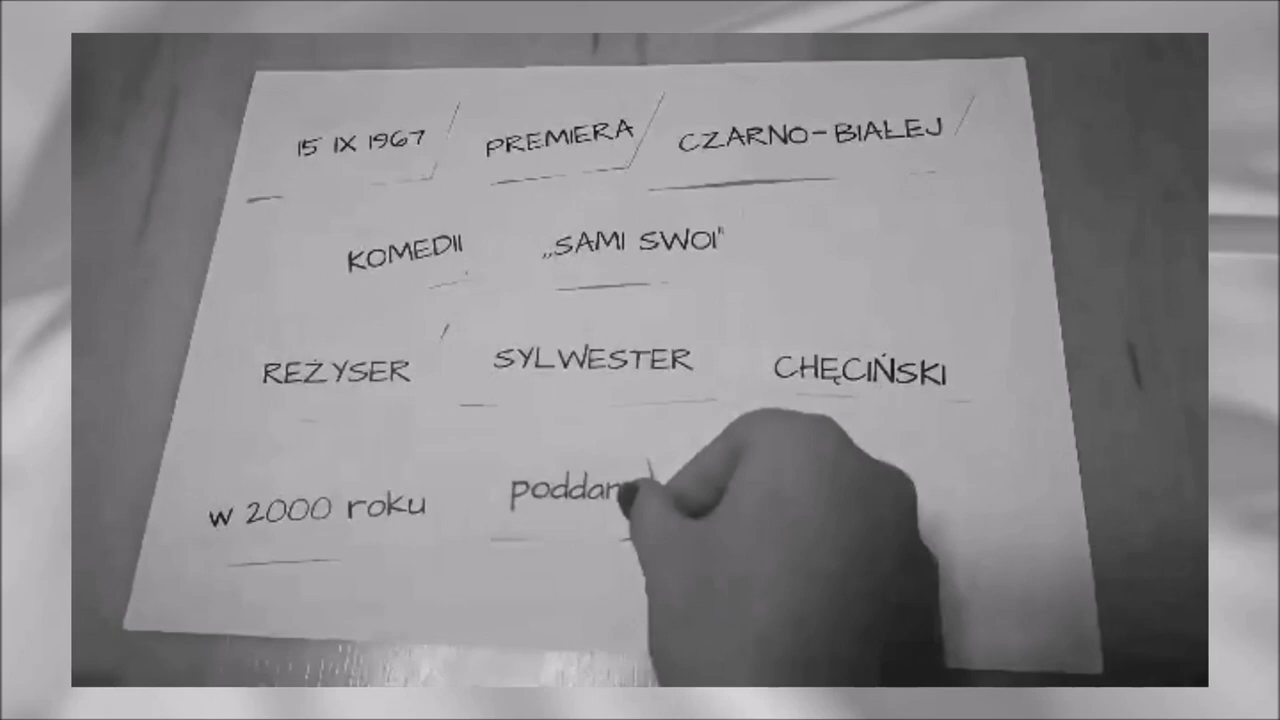 15 IX 1967 PREMIERA CZARNO-BIAŁEJ
KOMEDII „SAMI SWOI"
REŻYSER SYLWESTER CHĘCIŃSKI
w 2000 roku